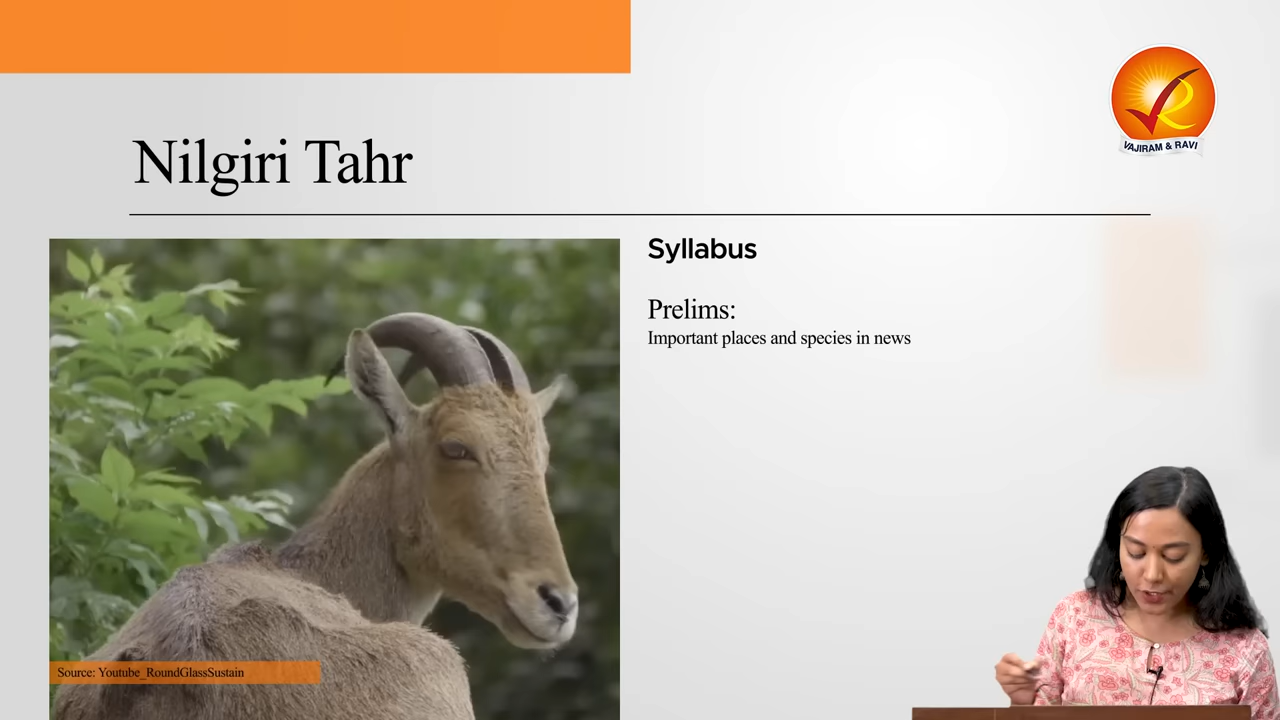 VAJIRAM & RAVI
Nilgiri Tahr
Syllabus
Prelims:
Important places and species in news
Source: Youtube_RoundGlassSustain